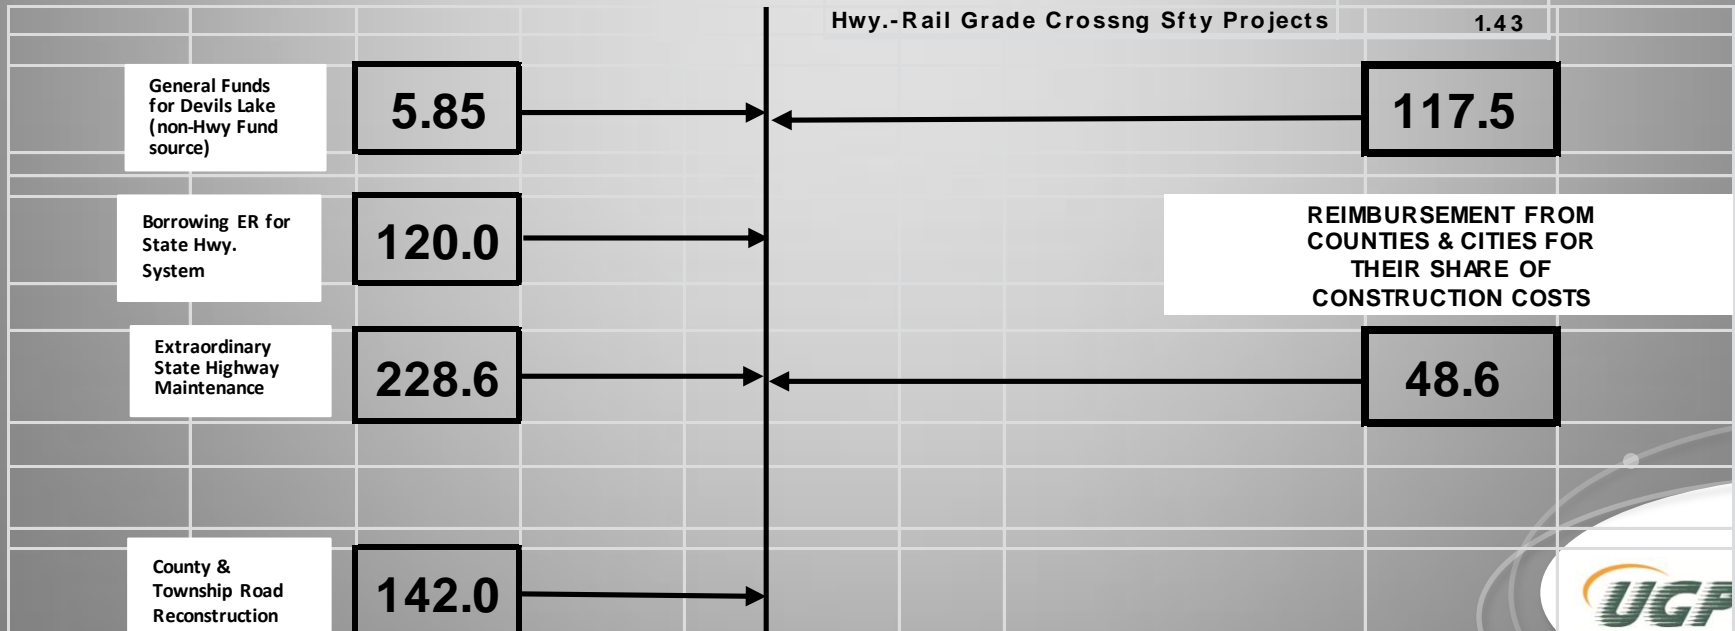 Hwy.-Rail Grade Crossng Sfty Projects 1.43
General Funds
for Devils Lake
(non-Hwy Fund
source)
5.85
117.5
Borrowing ER for
State Hwy.
System
120.0
REIMBURSEMENT FROM
COUNTIES & CITIES FOR
THEIR SHARE OF
CONSTRUCTION COSTS
Extraordinary
State Highway
Maintenance
228.6
48.6
County &
Township Road
Reconstruction
142.0
UGP